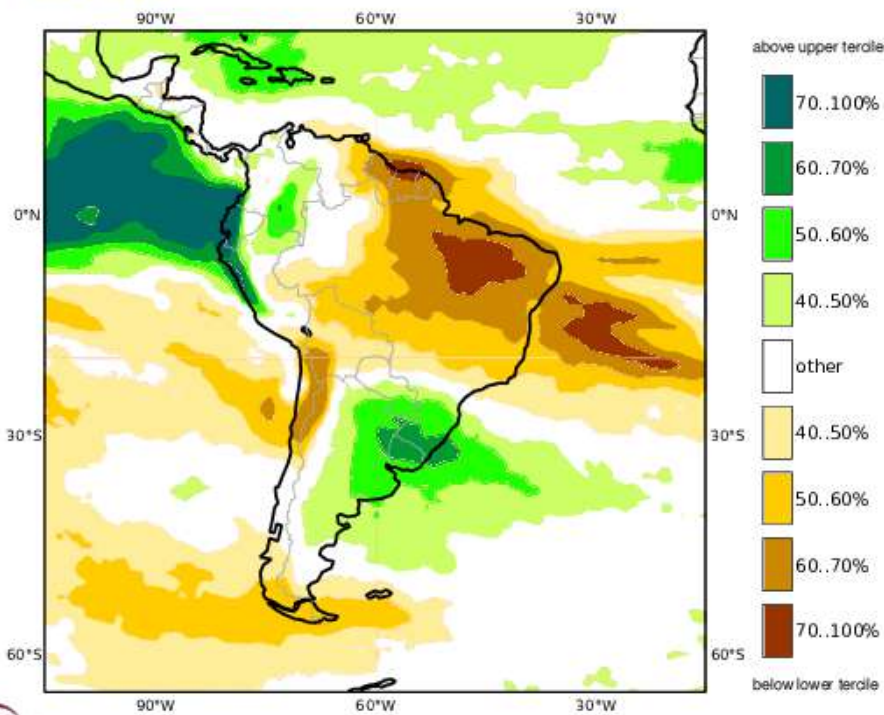 90°W 60°W 30°W
above upper tercile
70..100%
60..70%
0°N 0°N
50..60%
40..50%
other
30°S 30°S
40..50%
50..60%
60..70%
70..100%
60°S 60°S
below lower tercile
90°W 60°W 30°W